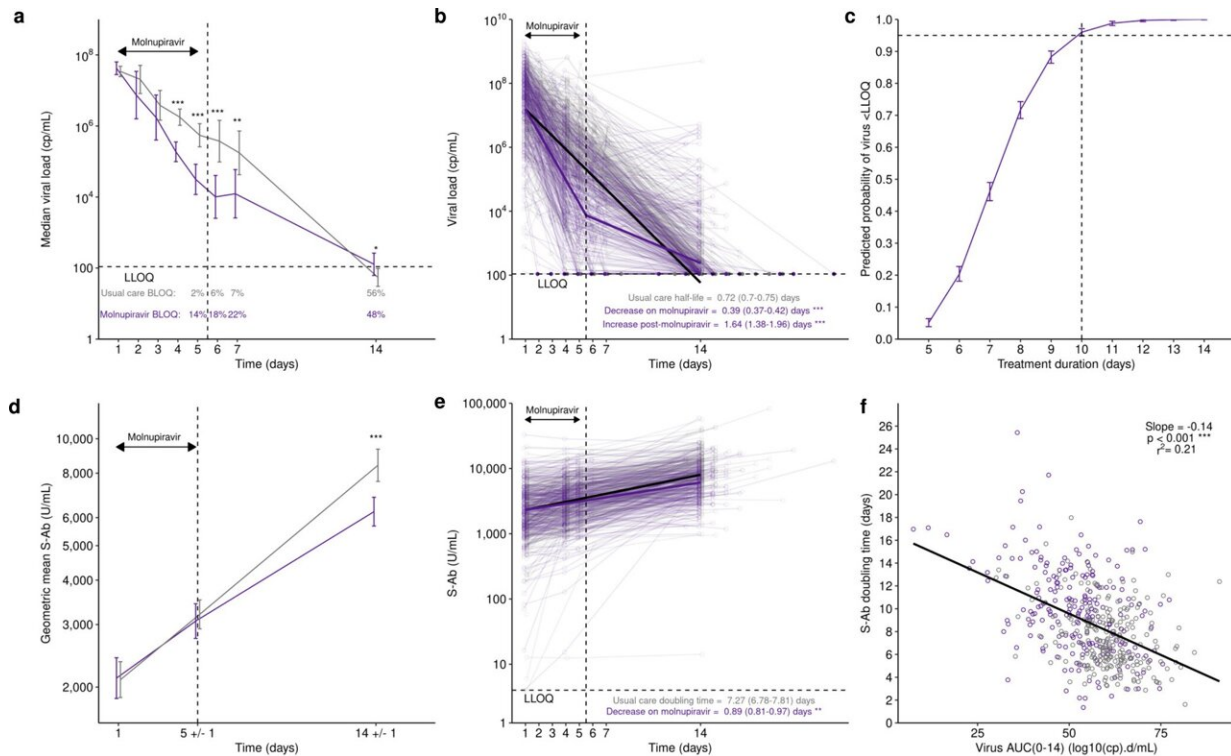 a
Molnupiravir
Median viral load (cp/mL)
10^8
10^6
10^4
100
1
***
***
***
**
*
LLOQ
Usual care BLOQ: 2% 6% 7% 56%
Molnupiravir BLOQ: 14% 18% 22% 48%
1 2 3 4 5 6 7 14
Time (days)
b
Molnupiravir
Viral load (cp/mL)
10^10
10^8
10^6
10^4
100
1
LLOQ
Usual care half-life = 0.72 (0.7-0.75) days
Decrease on molnupiravir = 0.39 (0.37-0.42) days ***
Increase post-molnupiravir = 1.64 (1.38-1.96) days ***
1 2 3 4 5 6 7 14
Time (days)
c
Predicted probability of virus <LLOQ
1.0
0.9
0.8
0.7
0.6
0.5
0.4
0.3
0.2
0.1
0.0
5 6 7 8 9 10 11 12 13 14
Treatment duration (days)
d
Molnupiravir
Geometric mean S-Ab (U/mL)
10,000
8,000
6,000
5,000
4,000
3,000
2,000
***
1 5 +/- 1 14 +/- 1
Time (days)
e
Molnupiravir
S-Ab (U/mL)
100,000
10,000
1,000
100
10
1
LLOQ
Usual care doubling time = 7.27 (6.78-7.81) days
Decrease on molnupiravir = 0.89 (0.81-0.97) days **
1 2 3 4 5 6 7 14
Time (days)
f
Slope = -0.14
p < 0.001 ***
r²= 0.21
S-Ab doubling time (days)
26
24
22
20
18
16
14
12
10
8
6
4
2
0
25 50 75
Virus AUC(0-14) (log10(cp).d/mL)